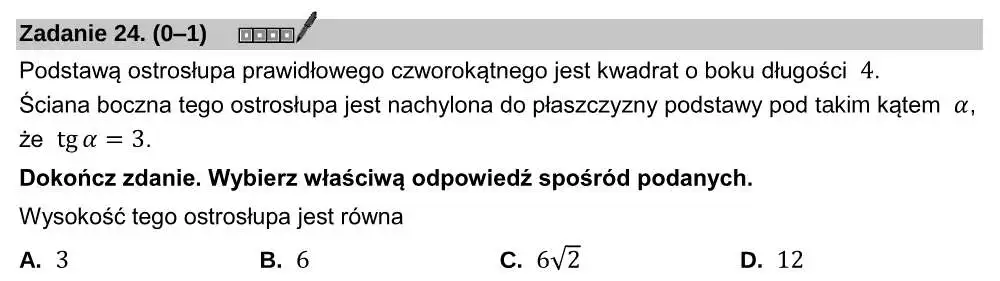 Zadanie 24. (0–1)
Podstawą ostrosłupa prawidłowego czworokątnego jest kwadrat o boku długości 4.
Ściana boczna tego ostrosłupa jest nachylona do płaszczyzny podstawy pod takim kątem α,
że tg α = 3.
Dokończ zdanie. Wybierz właściwą odpowiedź spośród podanych.
Wysokość tego ostrosłupa jest równa
A. 3 B. 6 C. 6√2 D. 12